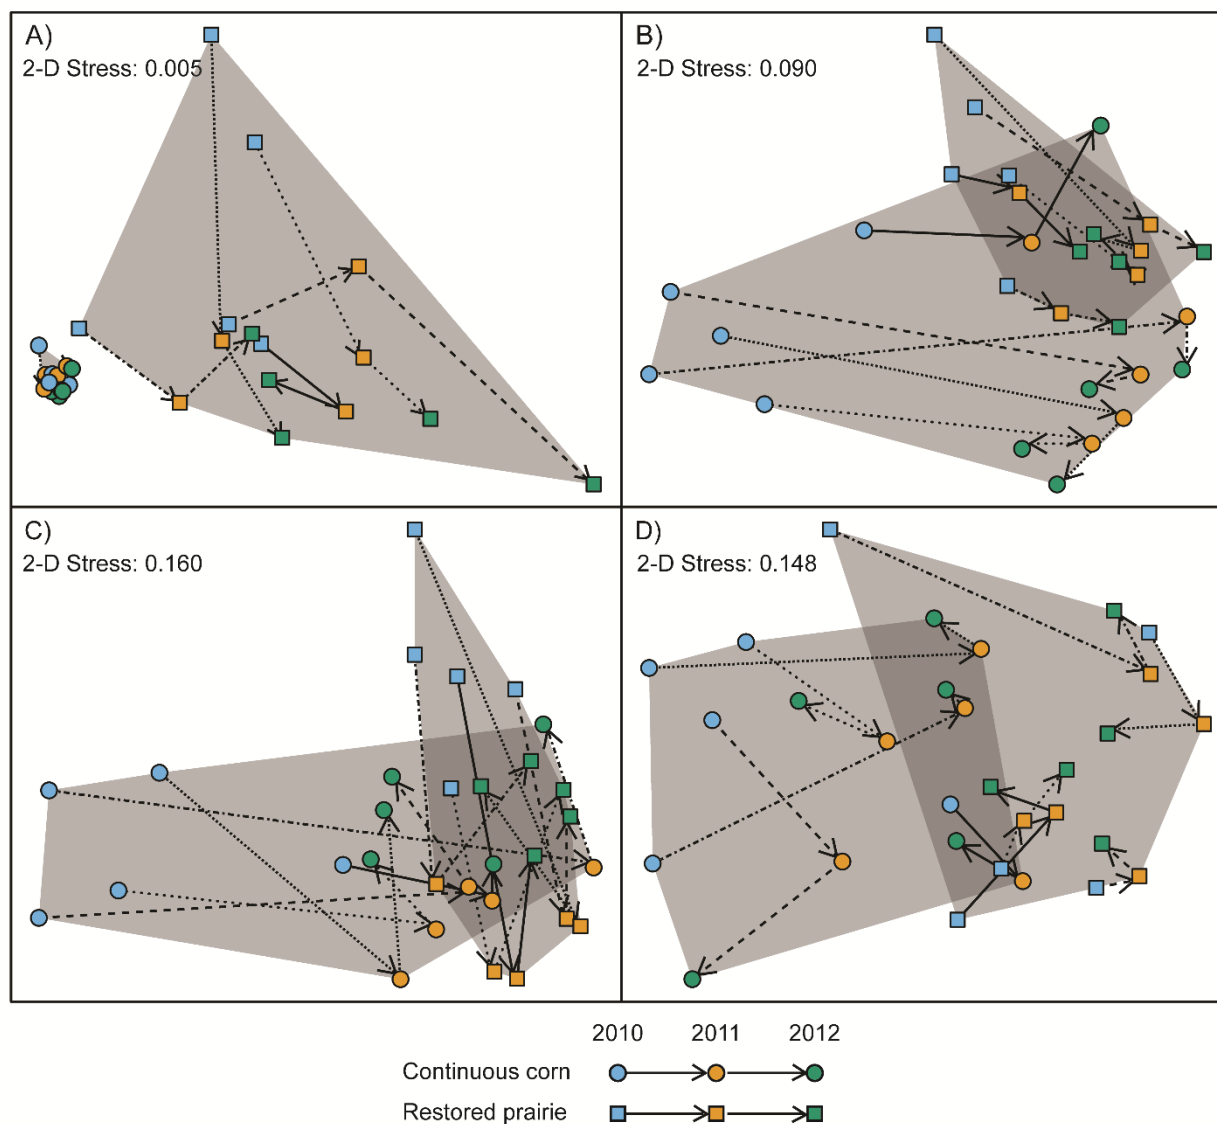 A)
2-D Stress: 0.005
B)
2-D Stress: 0.090
C)
2-D Stress: 0.160
D)
2-D Stress: 0.148
2010 2011 2012
Continuous corn
Restored prairie